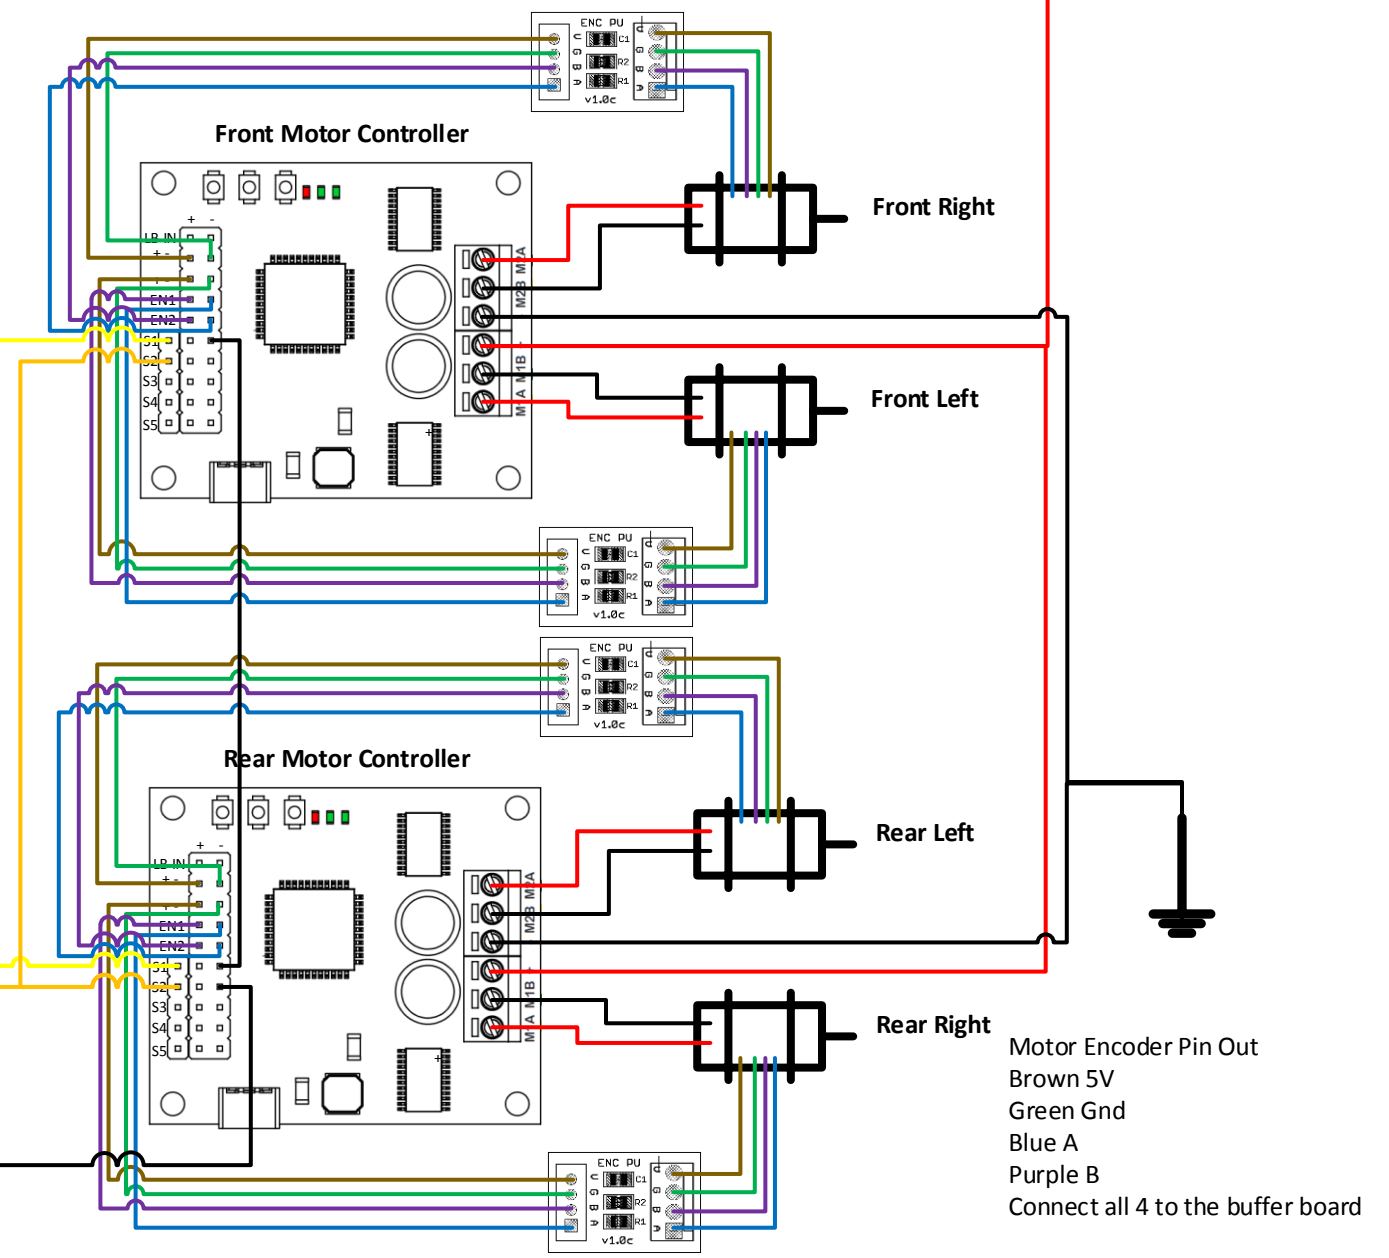 ENC PU
V
G
B
A
C1
R2
R1
V
G
B
A
v1.0c
Front Motor Controller
+ -
LB IN
+ -
+ -
EN1
EN2
S1
S2
S3
S4
S5
M2A
M2B
-
M1B
M1A
+
Front Right
Front Left
ENC PU
V
G
B
A
C1
R2
R1
V
G
B
A
v1.0c
ENC PU
V
G
B
A
C1
R2
R1
V
G
B
A
v1.0c
Rear Motor Controller
+ -
LB IN
+ -
+ -
EN1
EN2
S1
S2
S3
S4
S5
M2A
M2B
-
M1B
M1A
+
Rear Left
Rear Right
Motor Encoder Pin Out
Brown 5V
Green Gnd
Blue A
Purple B
Connect all 4 to the buffer board
ENC PU
V
G
B
A
C1
R2
R1
V
G
B
A
v1.0c